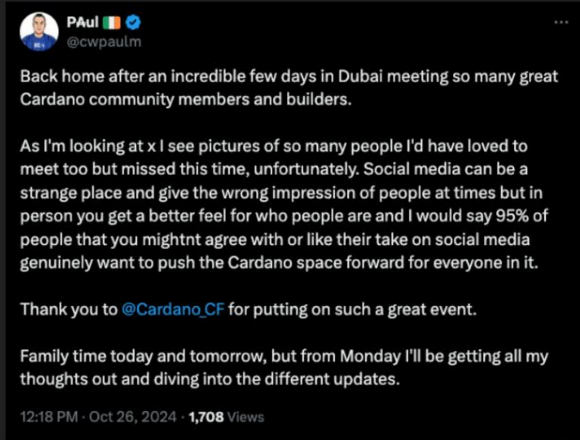 PAul
@cwpaulm
Back home after an incredible few days in Dubai meeting so many great
Cardano community members and builders.
As I'm looking at x I see pictures of so many people I'd have loved to
meet too but missed this time, unfortunately. Social media can be a
strange place and give the wrong impression of people at times but in
person you get a better feel for who people are and I would say 95% of
people that you mightnt agree with or like their take on social media
genuinely want to push the Cardano space forward for everyone in it.
Thank you to @Cardano_CF for putting on such a great event.
Family time today and tomorrow, but from Monday I'll be getting all my
thoughts out and diving into the different updates.
12:18 PM · Oct 26, 2024 · 1,708 Views